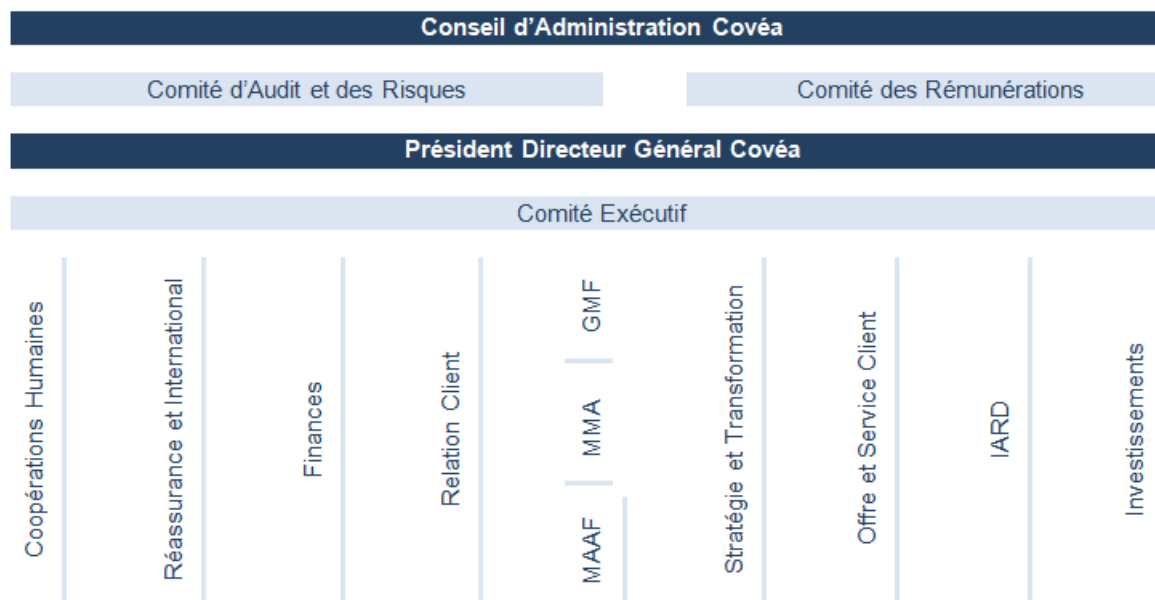 Conseil d'Administration Covéa
Comité d'Audit et des Risques
Comité des Rémunérations
Président Directeur Général Covéa
Comité Exécutif
Coopérations Humaines
Réassurance et International
Finances
Relation Client
GMF
MMA
MAAF
Stratégie et Transformation
Offre et Service Client
IARD
Investissements